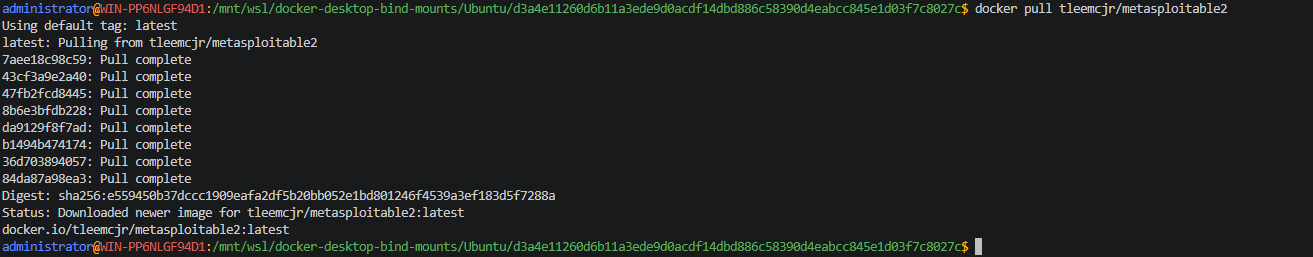 administrator@WIN-PP6NLGF94D1:/mnt/wsl/docker-desktop-bind-mounts/Ubuntu/d3a4e11260d6b11a3ede9d0acdf14dbd886c58390d4eabcc845e1d03f7c8027c$ docker pull tleemcjr/metasploitable2
Using default tag: latest
latest: Pulling from tleemcjr/metasploitable2
7aee18c98c59: Pull complete
43cf3a9e2a40: Pull complete
47fb2fcd8445: Pull complete
8b6e3bfdb228: Pull complete
da9129f8f7ad: Pull complete
b1494b474174: Pull complete
36d703894057: Pull complete
84da87a98ea3: Pull complete
Digest: sha256:e559450b37dccc1909eafa2df5b20bb052e1bd801246f4539a3ef183d5f7288a
Status: Downloaded newer image for tleemcjr/metasploitable2:latest
docker.io/tleemcjr/metasploitable2:latest
administrator@WIN-PP6NLGF94D1:/mnt/wsl/docker-desktop-bind-mounts/Ubuntu/d3a4e11260d6b11a3ede9d0acdf14dbd886c58390d4eabcc845e1d03f7c8027c$